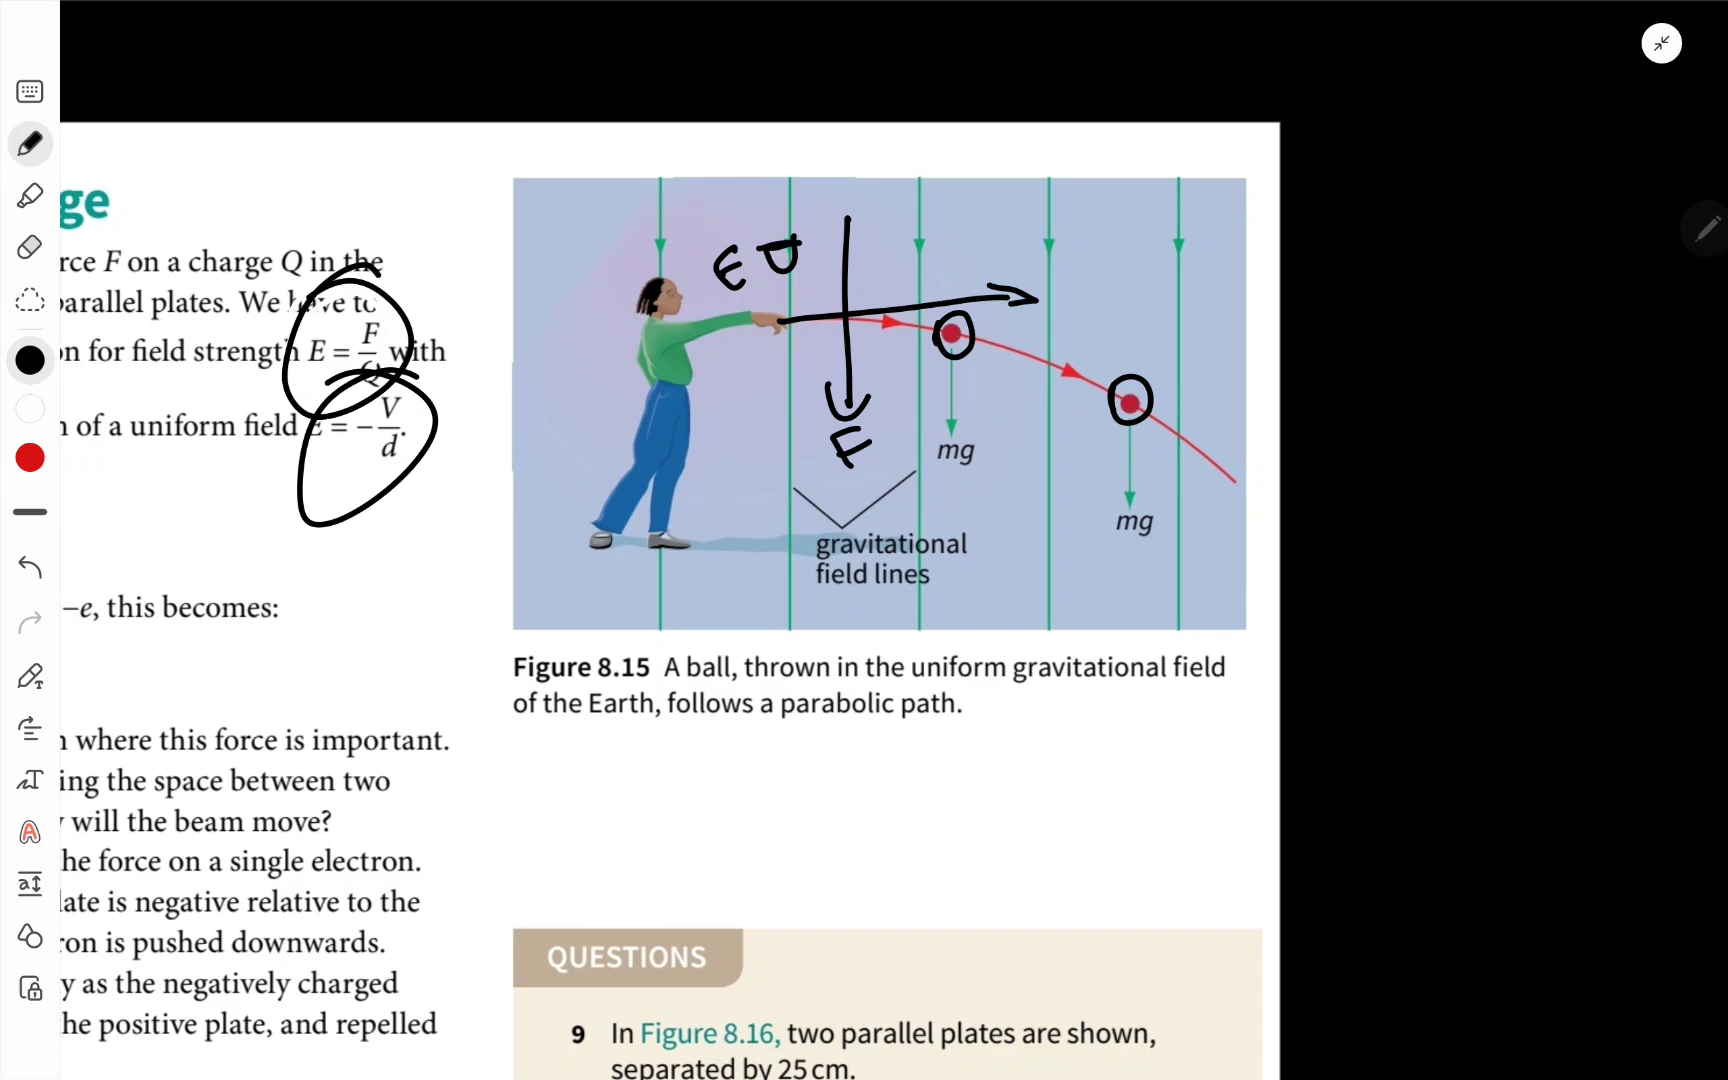 ge
rce F on a charge Q in the
parallel plates. We have to
on for field strength E = F/Q with
n of a uniform field E = −V/d.
−e, this becomes:
n where this force is important.
ing the space between two
y will the beam move?
he force on a single electron.
late is negative relative to the
ron is pushed downwards.
y as the negatively charged
he positive plate, and repelled
E
F
mg
mg
gravitational
field lines
Figure 8.15 A ball, thrown in the uniform gravitational field
of the Earth, follows a parabolic path.
QUESTIONS
9 In Figure 8.16, two parallel plates are shown,
separated by 25 cm.